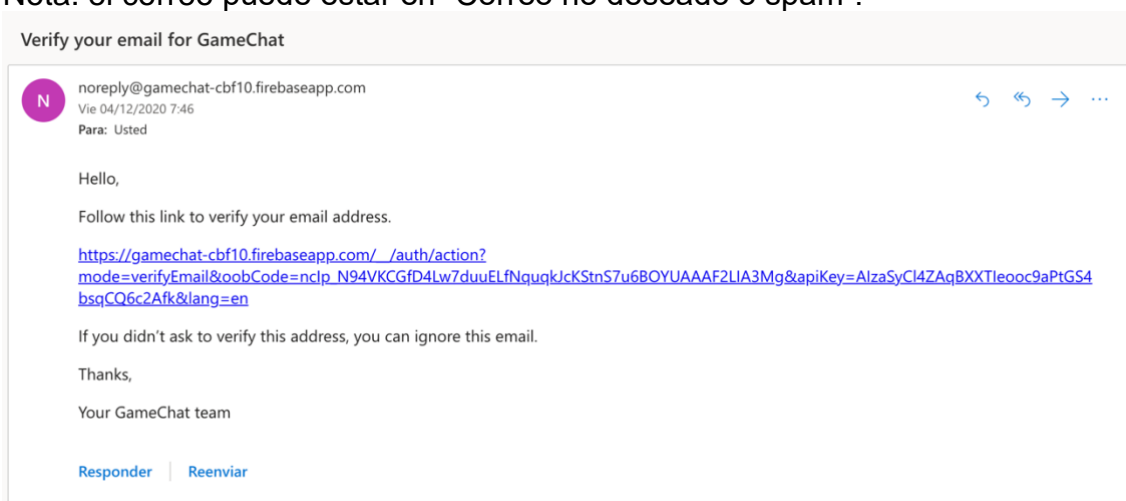 Nota: el correo puede estar en "Correo no deseado o spam".
Verify your email for GameChat
N
noreply@gamechat-cbf10.firebaseapp.com
Vie 04/12/2020 7:46
Para: Usted
Hello,
Follow this link to verify your email address.
https://gamechat-cbf10.firebaseapp.com/__/auth/action?
mode=verifyEmail&oobCode=ncIp_N94VKCGfD4Lw7duuELfNquqkJcKStnS7u6BOYUAAAF2LIA3Mg&apiKey=AIzaSyCl4ZAqBXXTIeooc9aPtGS4
bsqCQ6c2Afk&lang=en
If you didn't ask to verify this address, you can ignore this email.
Thanks,
Your GameChat team
Responder | Reenviar